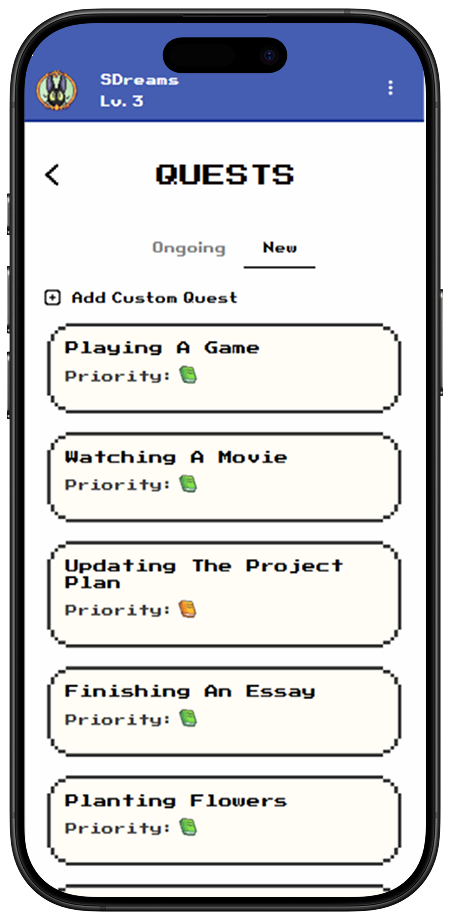 SDreams
Lv. 3
QUESTS
Ongoing New
Add Custom Quest
Playing A Game
Priority:
Watching A Movie
Priority:
Updating The Project
Plan
Priority:
Finishing An Essay
Priority:
Planting Flowers
Priority: